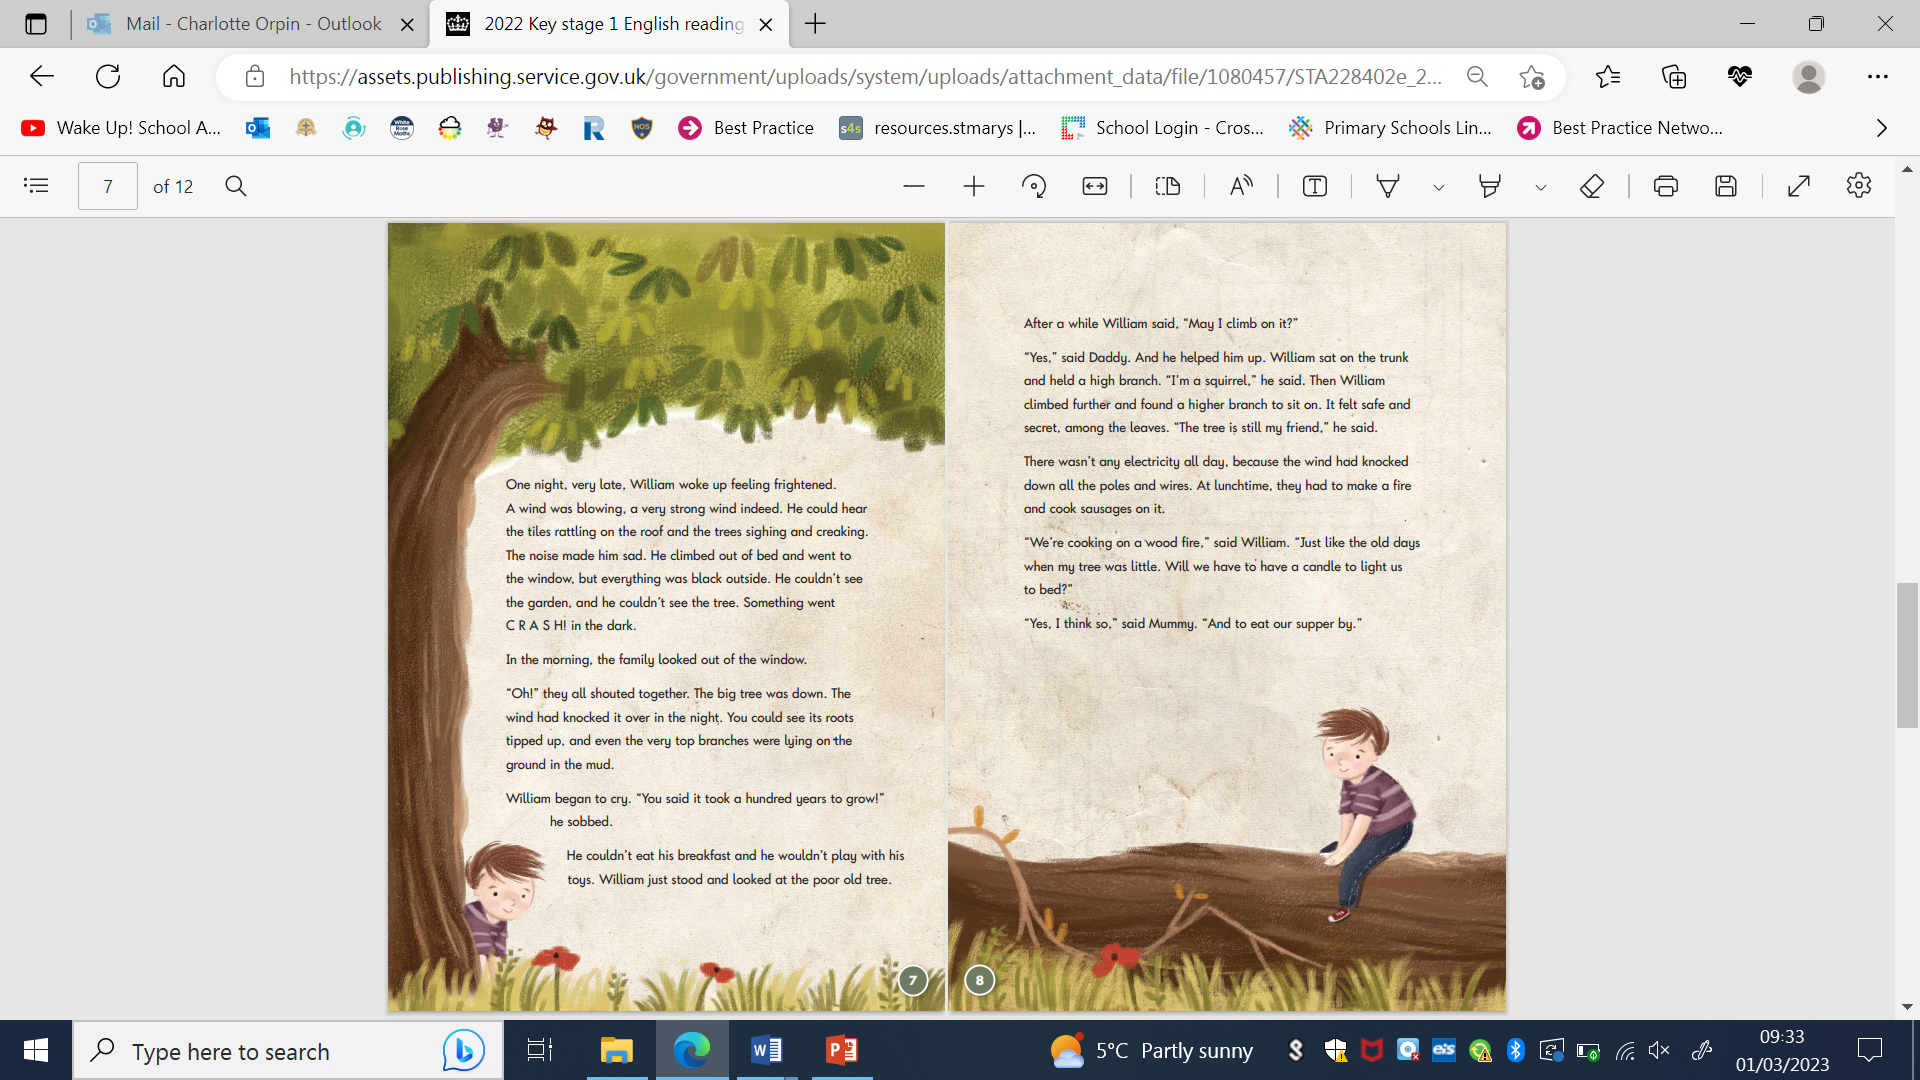 Mail - Charlotte Orpin - Outlook
2022 Key stage 1 English reading
https://assets.publishing.service.gov.uk/government/uploads/system/uploads/attachment_data/file/1080457/STA228402e_2...
Wake Up! School A...
White Rose Maths
NOS
Best Practice
s4s
resources.stmarys |...
School Login - Cros...
Primary Schools Lin...
Best Practice Netwo...
7 of 12
One night, very late, William woke up feeling frightened.
A wind was blowing, a very strong wind indeed. He could hear
the tiles rattling on the roof and the trees sighing and creaking.
The noise made him sad. He climbed out of bed and went to
the window, but everything was black outside. He couldn’t see
the garden, and he couldn’t see the tree. Something went
C R A S H! in the dark.
In the morning, the family looked out of the window.
“Oh!” they all shouted together. The big tree was down. The
wind had knocked it over in the night. You could see its roots
tipped up, and even the very top branches were lying on the
ground in the mud.
William began to cry. “You said it took a hundred years to grow!”
he sobbed.
He couldn’t eat his breakfast and he wouldn’t play with his
toys. William just stood and looked at the poor old tree.
7
After a while William said, “May I climb on it?”
“Yes,” said Daddy. And he helped him up. William sat on the trunk
and held a high branch. “I’m a squirrel,” he said. Then William
climbed further and found a higher branch to sit on. It felt safe and
secret, among the leaves. “The tree is still my friend,” he said.
There wasn’t any electricity all day, because the wind had knocked
down all the poles and wires. At lunchtime, they had to make a fire
and cook sausages on it.
“We’re cooking on a wood fire,” said William. “Just like the old days
when my tree was little. Will we have to have a candle to light us
to bed?”
“Yes, I think so,” said Mummy. “And to eat our supper by.”
8
Type here to search
5°C Partly sunny
eis
09:33
01/03/2023